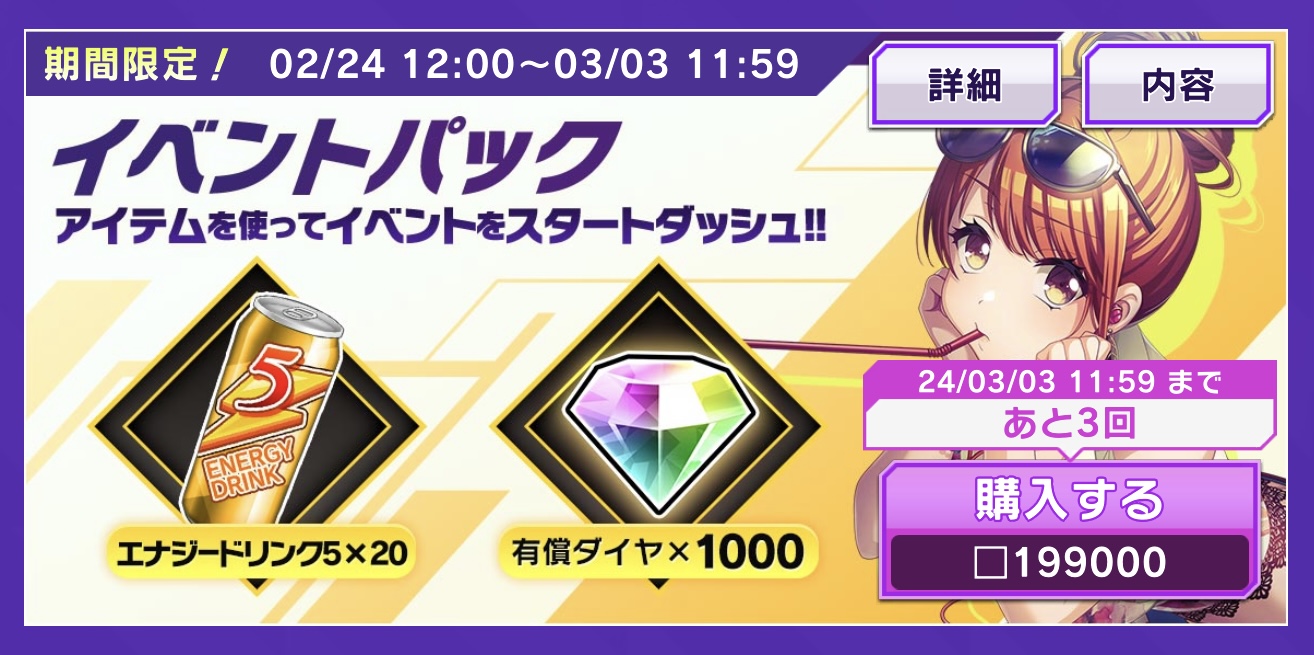 期間限定! 02/24 12:00~03/03 11:59
詳細
内容
イベントパック
アイテムを使ってイベントをスタートダッシュ!!
5
ENERGY
DRINK
エナジードリンク5×20
有償ダイヤ×1000
24/03/03 11:59 まで
あと3回
購入する
□199000